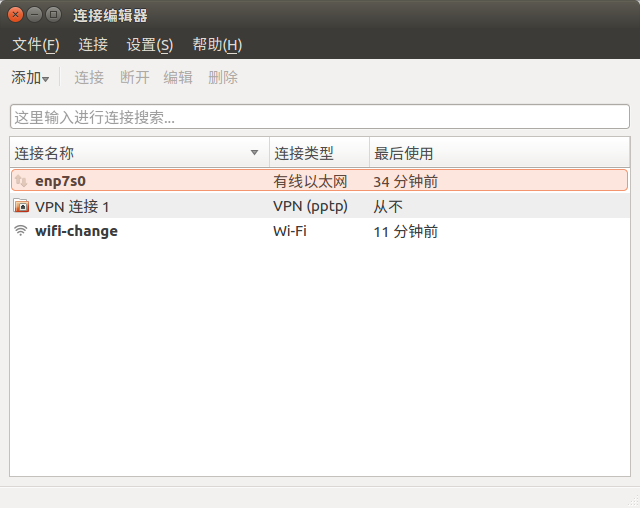 连接编辑器
文件(F) 连接 设置(S) 帮助(H)
添加 连接 断开 编辑 删除
这里输入进行连接搜索...
连接名称 连接类型 最后使用
enp7s0 有线以太网 34 分钟前
VPN 连接 1 VPN (pptp) 从不
wifi-change Wi-Fi 11 分钟前